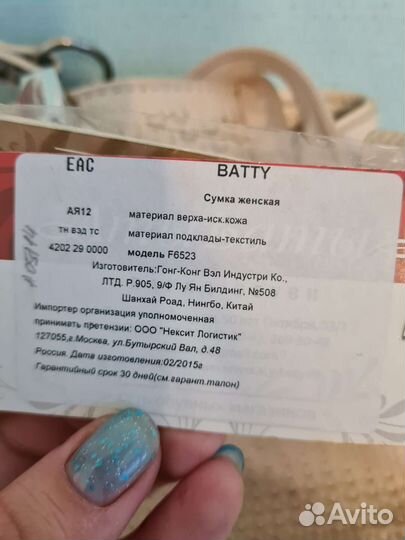 EAC
BATTY
Сумка женская
АЯ12 материал верха-иск.кожа
тн вэд тс материал подклады-текстиль
4202 29 0000 модель F6523
Изготовитель:Гонг-Конг Вэл Индустри Ко.,
ЛТД. Р.905, 9/Ф Лу Ян Билдинг, №508
Шанхай Роад, Нингбо, Китай
Импортер организация уполномоченная
принимать претензии: ООО "Нексит Логистик"
127055,г.Москва, ул.Бутырский Вал, д.48
Россия. Дата изготовления:02/2015г
Гарантийный срок 30 дней(см.гарант.талон)
Avito